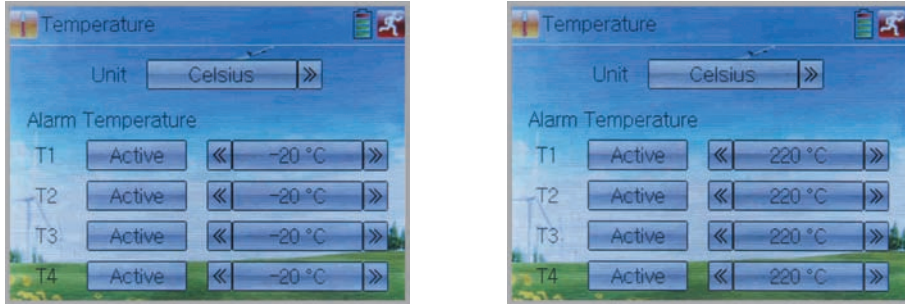 Temperature
Unit Celsius »
Alarm Temperature
T1 Active « -20 °C »
T2 Active « -20 °C »
T3 Active « -20 °C »
T4 Active « -20 °C »
Temperature
Unit Celsius »
Alarm Temperature
T1 Active « 220 °C »
T2 Active « 220 °C »
T3 Active « 220 °C »
T4 Active « 220 °C »